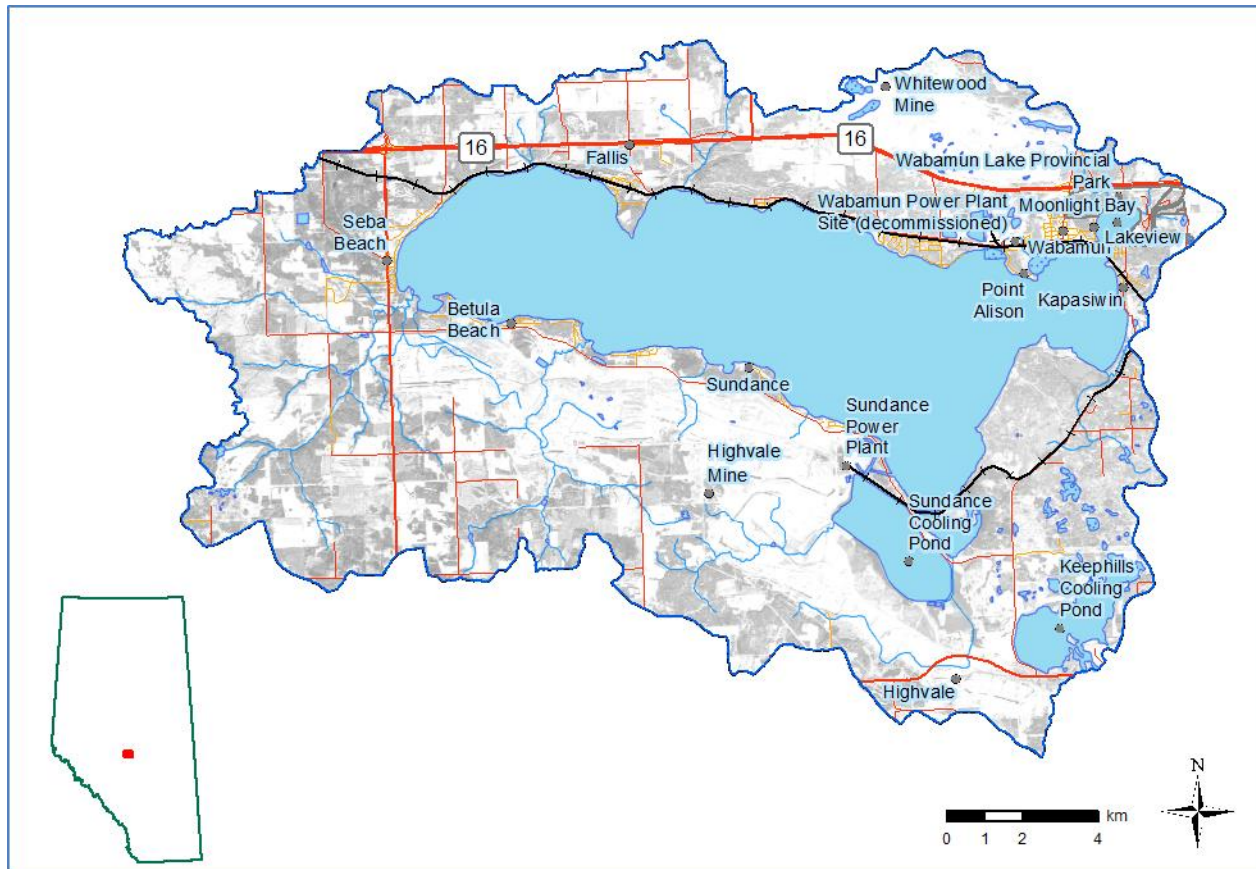 Whitewood
Mine
16
16
Fallis
Wabamun Lake Provincial
Park
Wabamun Power Plant
Site (decommissioned)
Moonlight Bay
Wabamun
Lakeview
Seba
Beach
Point
Alison
Kapasiwin
Betula
Beach
Sundance
Sundance
Power
Plant
Highvale
Mine
Sundance
Cooling
Pond
Keephills
Cooling
Pond
Highvale
N
km
0 1 2 4